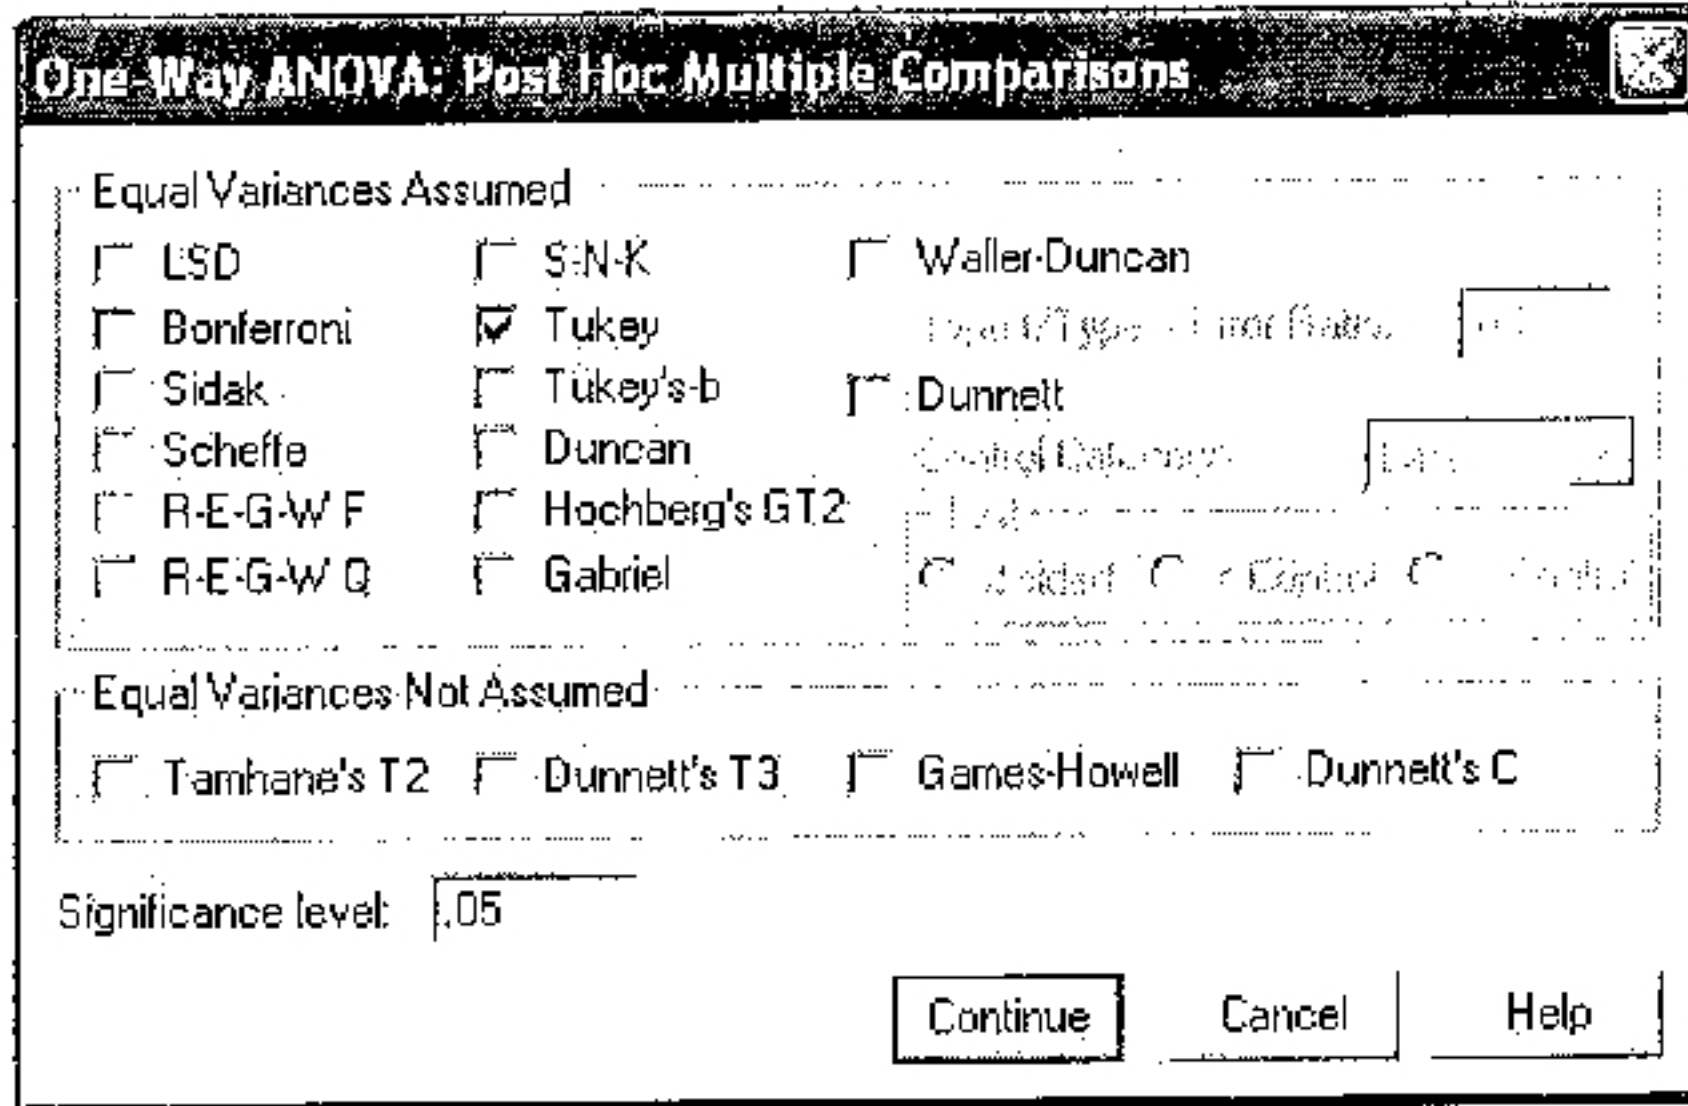 One-Way ANOVA: Post Hoc Multiple Comparisons
Equal Variances Assumed
LSD S-N-K Waller-Duncan
Bonferroni Tukey
Sidak Tukey's-b Dunnett
Scheffe Duncan
R-E-G-W F Hochberg's GT2
R-E-G-W Q Gabriel
Equal Variances Not Assumed
Tamhane's T2 Dunnett's T3 Games-Howell Dunnett's C
Significance level: .05
Continue Cancel Help